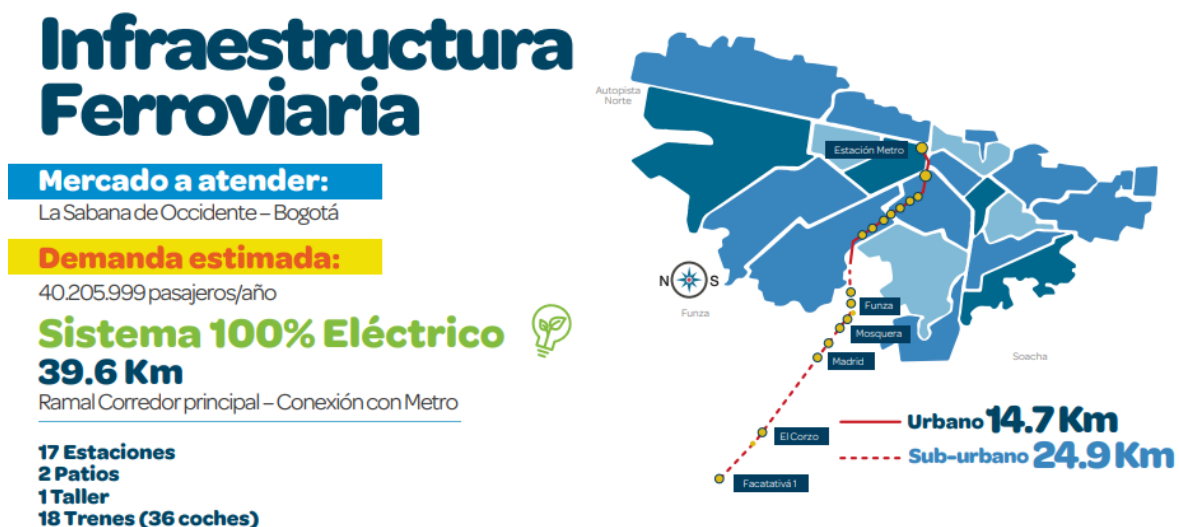 Infraestructura
Ferroviaria
Mercado a atender:
La Sabana de Occidente – Bogotá
Demanda estimada:
40.205.999 pasajeros/año
Sistema 100% Eléctrico
39.6 Km
Ramal Corredor principal – Conexión con Metro
17 Estaciones
2 Patios
1 Taller
18 Trenes (36 coches)
Autopista
Norte
Estación Metro
N S
Funza
Funza
Mosquera
Madrid
Soacha
El Corzo
Facatativá 1
Urbano 14.7 Km
Sub-urbano 24.9 Km